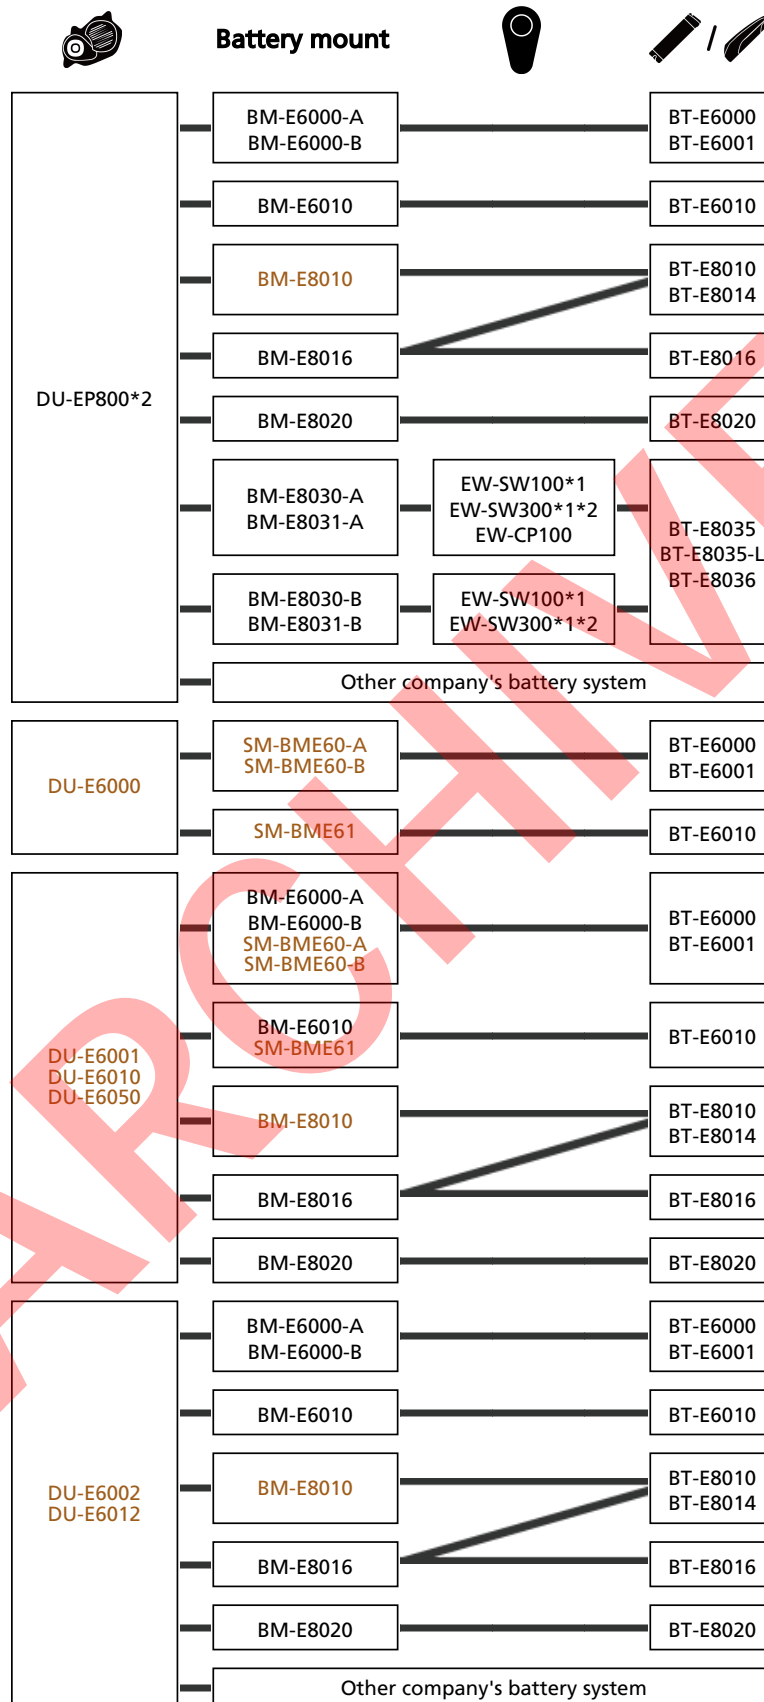 Battery mount
DU-EP800*2
BM-E6000-A
BM-E6000-B
BT-E6000
BT-E6001
BM-E6010
BT-E6010
BM-E8010
BT-E8010
BT-E8014
BM-E8016
BT-E8016
BM-E8020
BT-E8020
BM-E8030-A
BM-E8031-A
EW-SW100*1
EW-SW300*1*2
EW-CP100
BT-E8035
BT-E8035-L
BT-E8036
BM-E8030-B
BM-E8031-B
EW-SW100*1
EW-SW300*1*2
Other company's battery system
DU-E6000
SM-BME60-A
SM-BME60-B
BT-E6000
BT-E6001
SM-BME61
BT-E6010
DU-E6001
DU-E6010
DU-E6050
BM-E6000-A
BM-E6000-B
SM-BME60-A
SM-BME60-B
BT-E6000
BT-E6001
BM-E6010
SM-BME61
BT-E6010
BM-E8010
BT-E8010
BT-E8014
BM-E8016
BT-E8016
BM-E8020
BT-E8020
DU-E6002
DU-E6012
BM-E6000-A
BM-E6000-B
BT-E6000
BT-E6001
BM-E6010
BT-E6010
BM-E8010
BT-E8010
BT-E8014
BM-E8016
BT-E8016
BM-E8020
BT-E8020
Other company's battery system
ARCHIVE